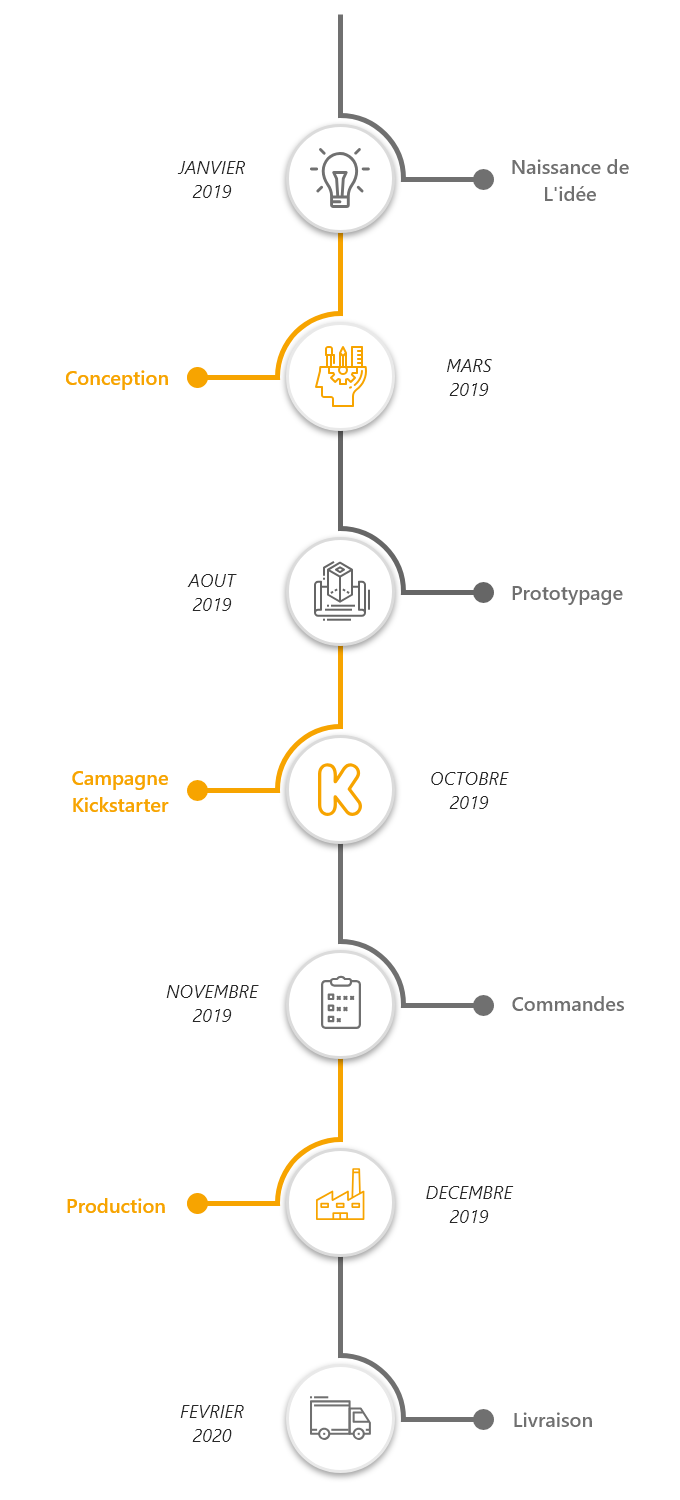 JANVIER
2019
Naissance de
L'idée
Conception
MARS
2019
AOUT
2019
Prototypage
Campagne
Kickstarter
K
OCTOBRE
2019
NOVEMBRE
2019
Commandes
Production
DECEMBRE
2019
FEVRIER
2020
Livraison